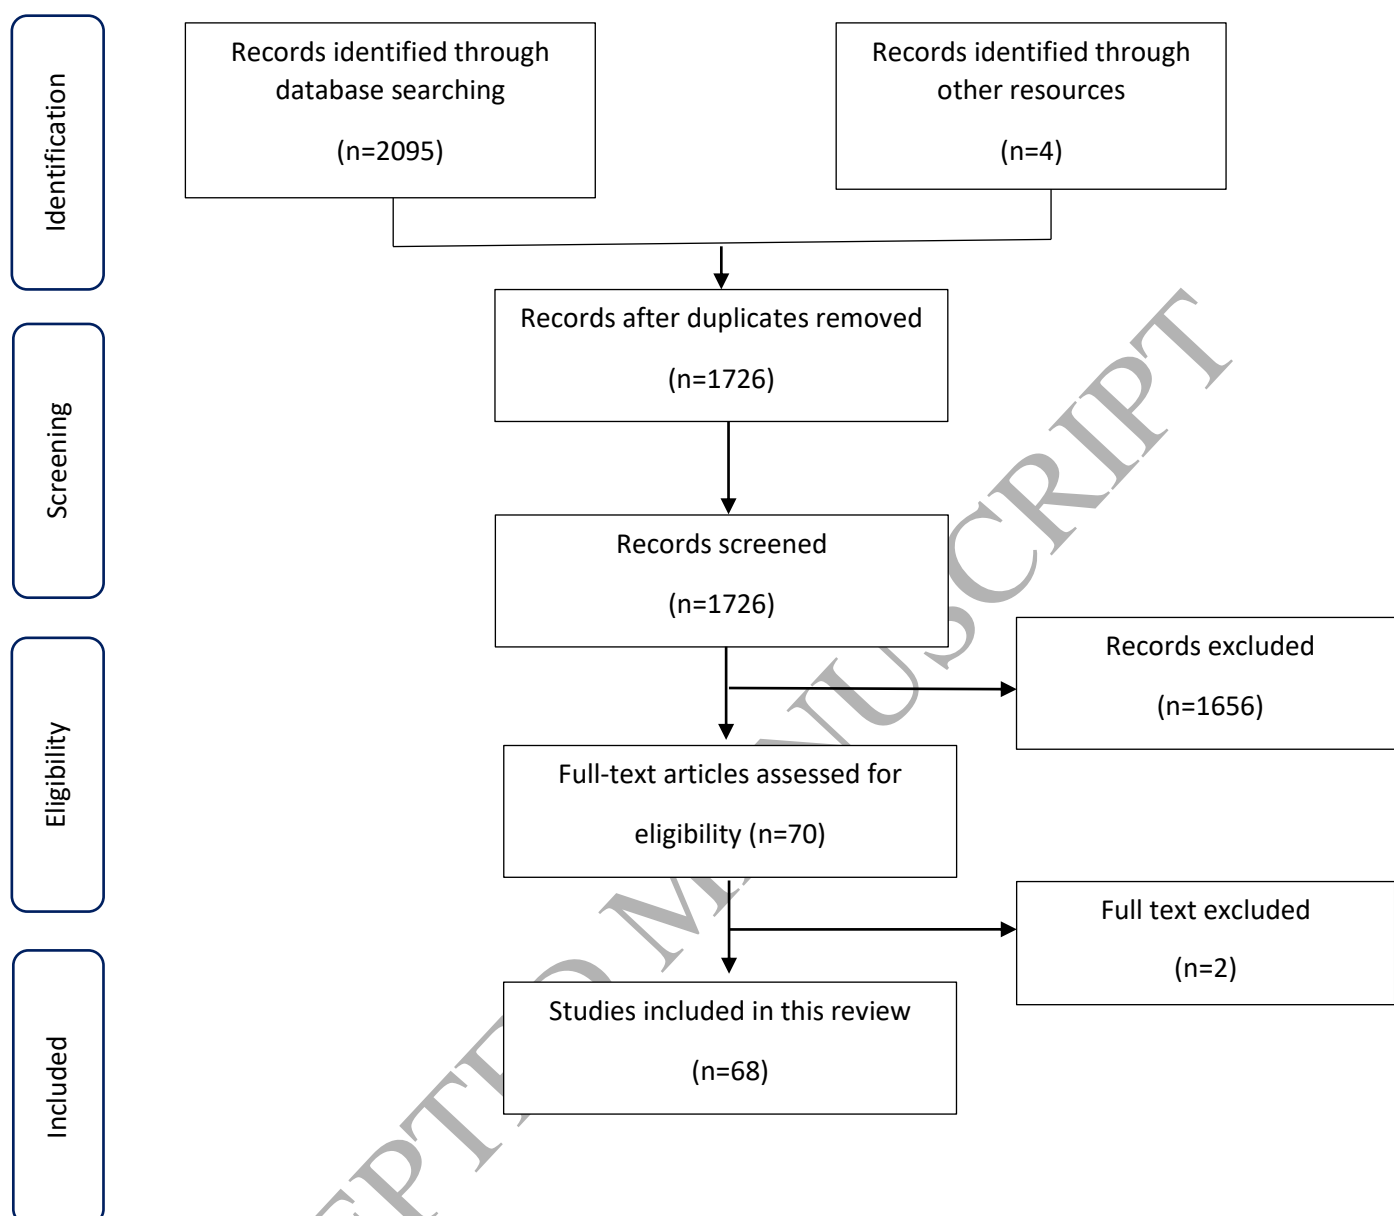 Identification
Records identified through
database searching
(n=2095)
Records identified through
other resources
(n=4)
Records after duplicates removed
(n=1726)
Screening
Records screened
(n=1726)
Records excluded
(n=1656)
Eligibility
Full-text articles assessed for
eligibility (n=70)
Full text excluded
(n=2)
Included
Studies included in this review
(n=68)
EPTED MANUSCRIPT